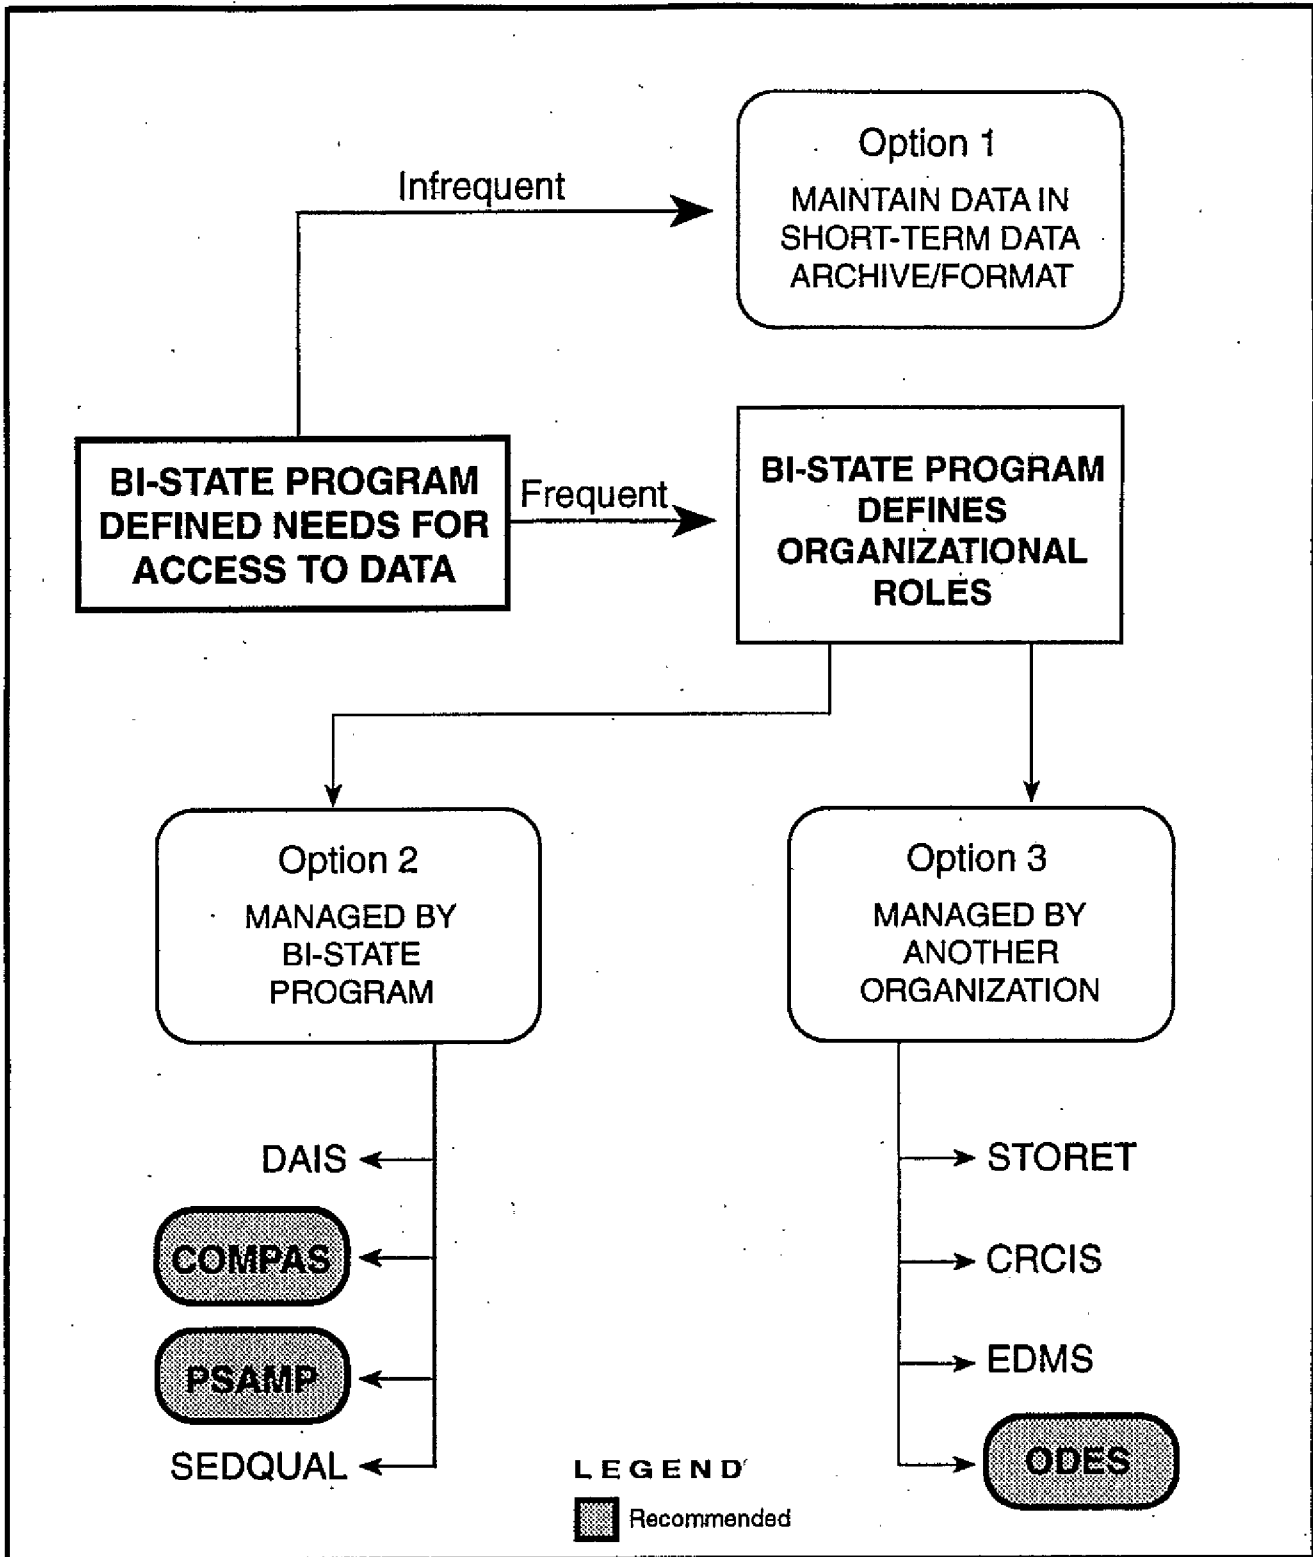 Option 1
MAINTAIN DATA IN
SHORT-TERM DATA
ARCHIVE/FORMAT
Infrequent
BI-STATE PROGRAM
DEFINED NEEDS FOR
ACCESS TO DATA
Frequent
BI-STATE PROGRAM
DEFINES
ORGANIZATIONAL
ROLES
Option 2
MANAGED BY
BI-STATE
PROGRAM
Option 3
MANAGED BY
ANOTHER
ORGANIZATION
DAIS
COMPAS
PSAMP
SEDQUAL
STORET
CRCIS
EDMS
ODES
LEGEND
Recommended